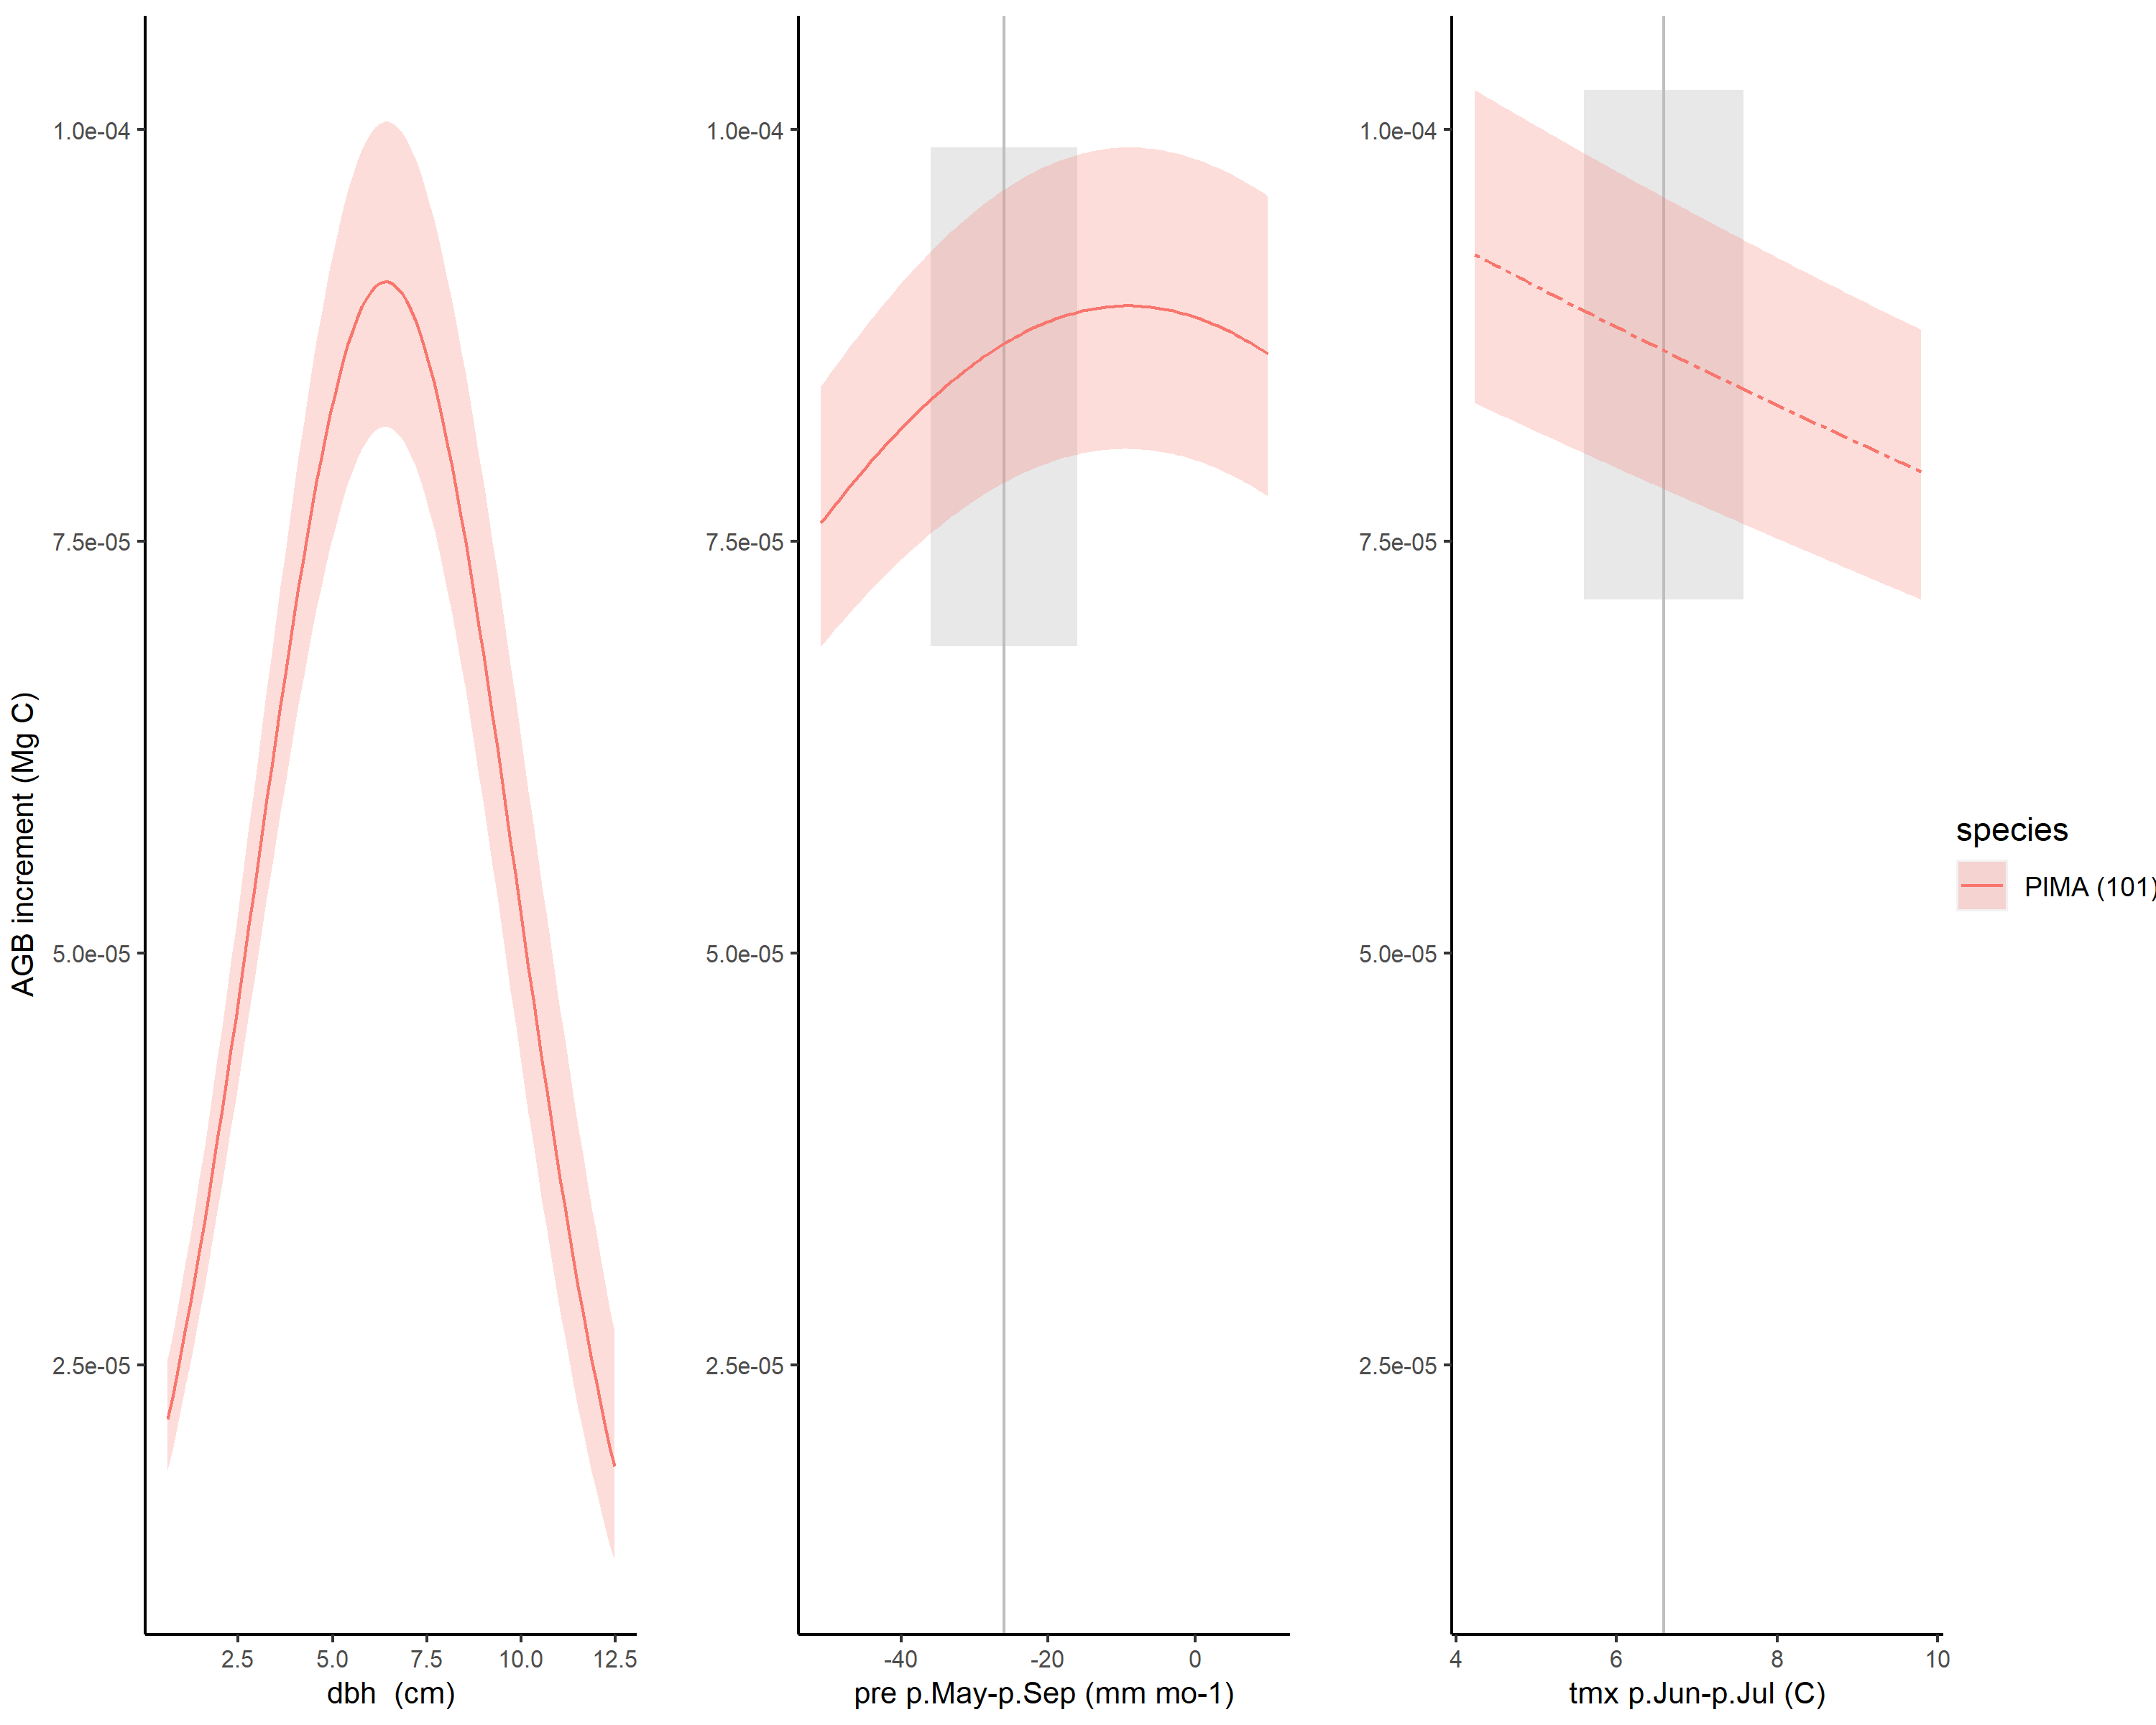 AGB increment (Mg C)
1.0e-04
7.5e-05
5.0e-05
2.5e-05
2.5 5.0 7.5 10.0 12.5
dbh  (cm)
1.0e-04
7.5e-05
5.0e-05
2.5e-05
-40 -20 0
pre p.May-p.Sep (mm mo-1)
1.0e-04
7.5e-05
5.0e-05
2.5e-05
4 6 8 10
tmx p.Jun-p.Jul (C)
species
PIMA (101)